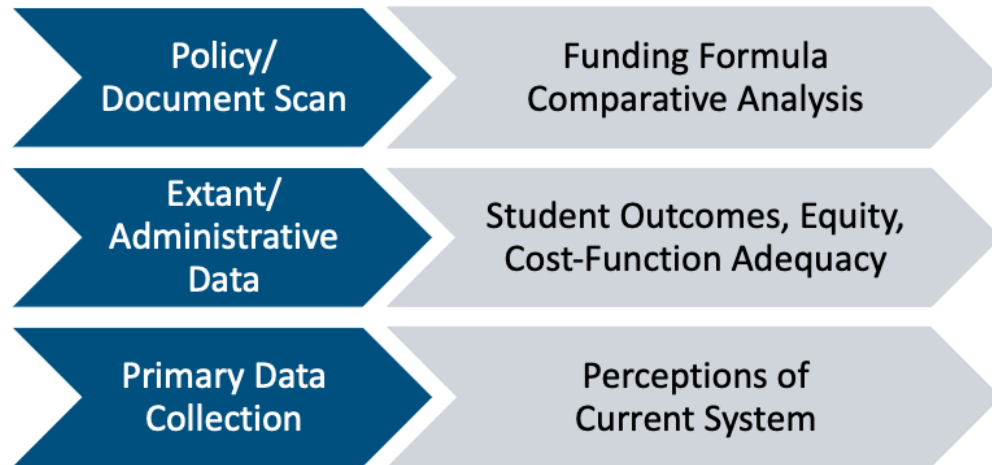 Policy/
Document Scan
Funding Formula
Comparative Analysis
Extant/
Administrative
Data
Student Outcomes, Equity,
Cost-Function Adequacy
Primary Data
Collection
Perceptions of
Current System